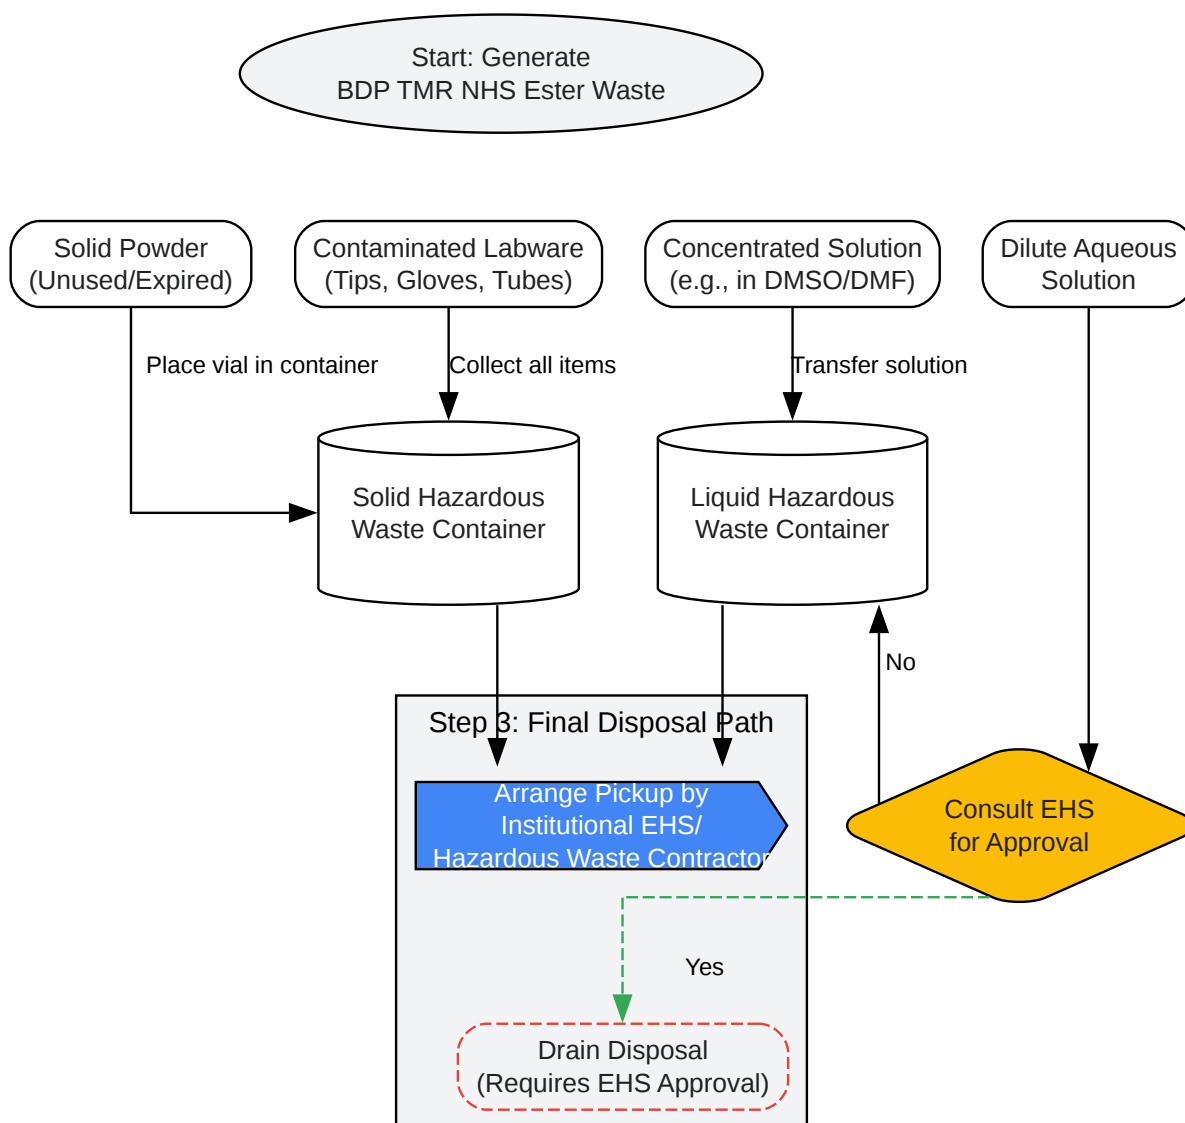 Start: Generate
BDP TMR NHS Ester Waste
Solid Powder
(Unused/Expired)
Contaminated Labware
(Tips, Gloves, Tubes)
Concentrated Solution
(e.g., in DMSO/DMF)
Dilute Aqueous
Solution
Place vial in container
Collect all items
Transfer solution
Solid Hazardous
Waste Container
Liquid Hazardous
Waste Container
No
Step 3: Final Disposal Path
Arrange Pickup by
Institutional EHS/
Hazardous Waste Contractor
Consult EHS
for Approval
Yes
Drain Disposal
(Requires EHS Approval)